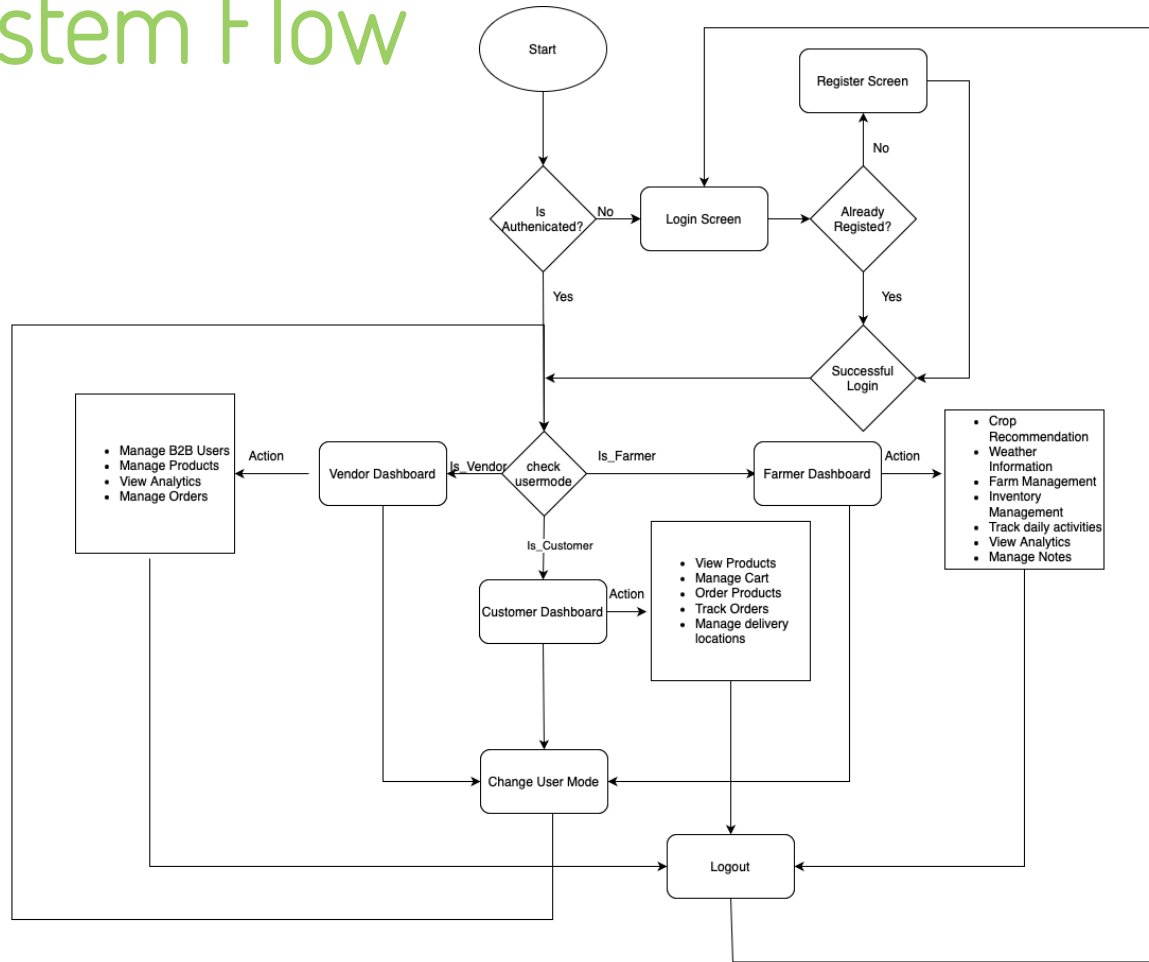 stem Flow
Start
Register Screen
No
Is
Authenicated?
No
Login Screen
Already
Registed?
Yes
Yes
Successful
Login
Manage B2B Users
Manage Products
View Analytics
Manage Orders
Action
Vendor Dashboard
Is_Vendor
check
usermode
Is_Farmer
Farmer Dashboard
Action
Crop
Recommendation
Weather
Information
Farm Management
Inventory
Management
Track daily activities
View Analytics
Manage Notes
Is_Customer
Customer Dashboard
Action
View Products
Manage Cart
Order Products
Track Orders
Manage delivery
locations
Change User Mode
Logout